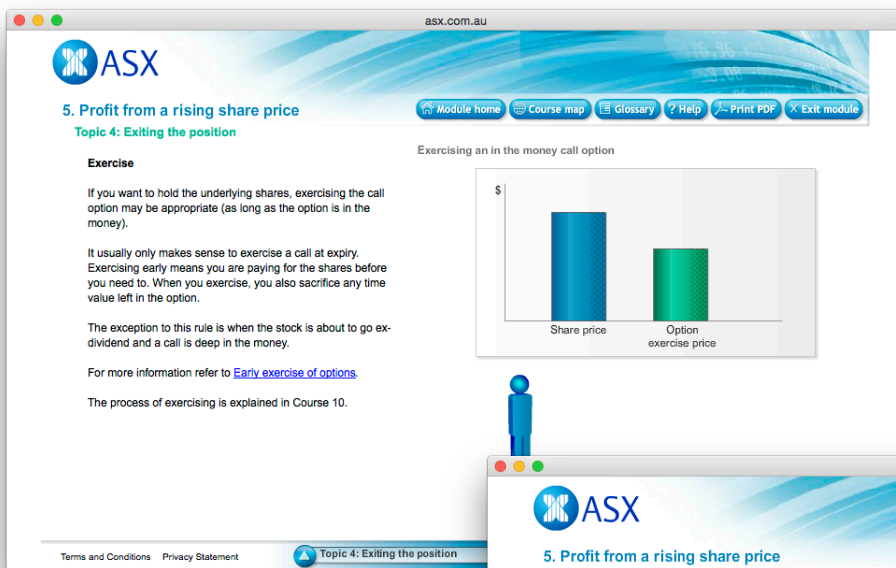 asx.com.au
ASX
5. Profit from a rising share price
Module home
Course map
Glossary
? Help
Print PDF
X Exit module
Topic 4: Exiting the position
Exercise
If you want to hold the underlying shares, exercising the call
option may be appropriate (as long as the option is in the
money).
It usually only makes sense to exercise a call at expiry.
Exercising early means you are paying for the shares before
you need to. When you exercise, you also sacrifice any time
value left in the option.
The exception to this rule is when the stock is about to go ex-
dividend and a call is deep in the money.
For more information refer to Early exercise of options.
The process of exercising is explained in Course 10.
Exercising an in the money call option
$
Share price
Option
exercise price
Terms and Conditions
Privacy Statement
Topic 4: Exiting the position
ASX
5. Profit from a rising share price